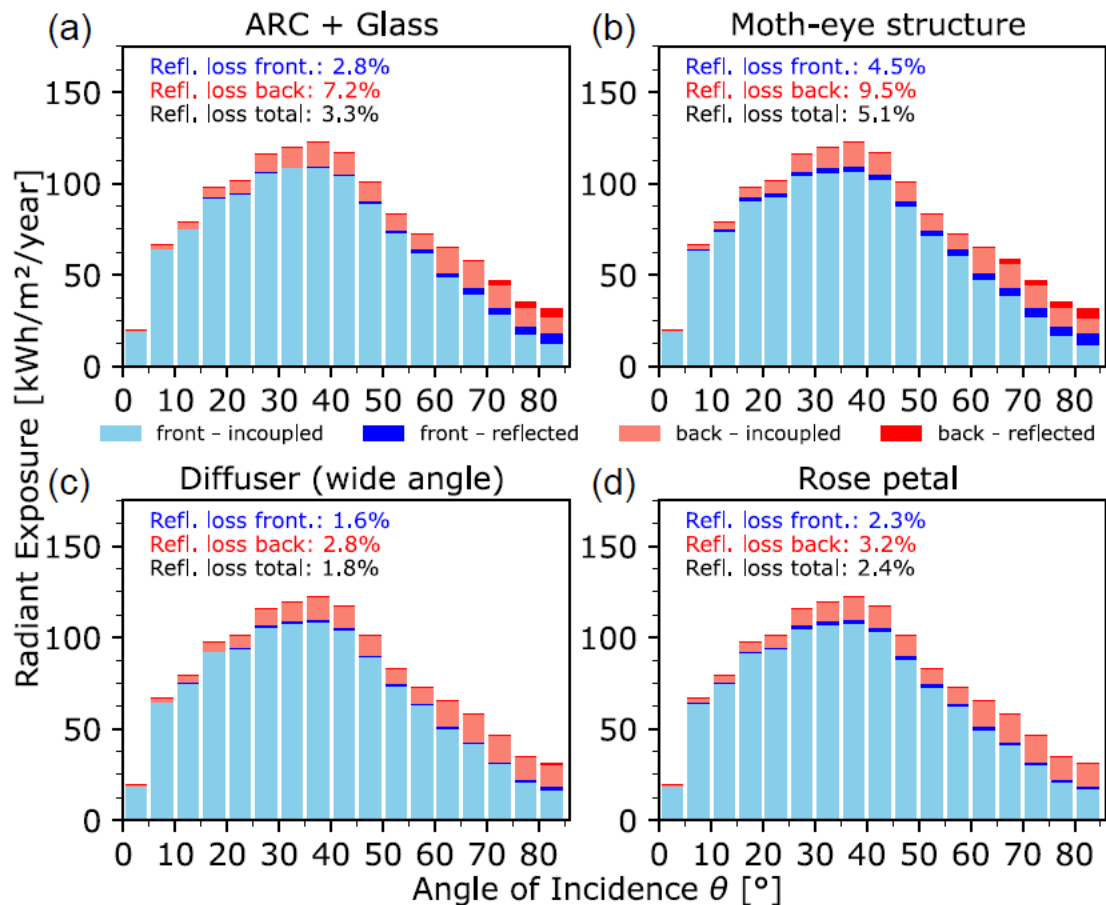 (a) ARC + Glass
Refl. loss front.: 2.8%
Refl. loss back: 7.2%
Refl. loss total: 3.3%
150
100
50
0
0 10 20 30 40 50 60 70 80
(b) Moth-eye structure
Refl. loss front.: 4.5%
Refl. loss back: 9.5%
Refl. loss total: 5.1%
150
100
50
0
0 10 20 30 40 50 60 70 80
front - incoupled front - reflected back - incoupled back - reflected
(c) Diffuser (wide angle)
Refl. loss front.: 1.6%
Refl. loss back: 2.8%
Refl. loss total: 1.8%
150
100
50
0
0 10 20 30 40 50 60 70 80
(d) Rose petal
Refl. loss front.: 2.3%
Refl. loss back: 3.2%
Refl. loss total: 2.4%
150
100
50
0
0 10 20 30 40 50 60 70 80
Radiant Exposure [kWh/m²/year]
Angle of Incidence θ [°]